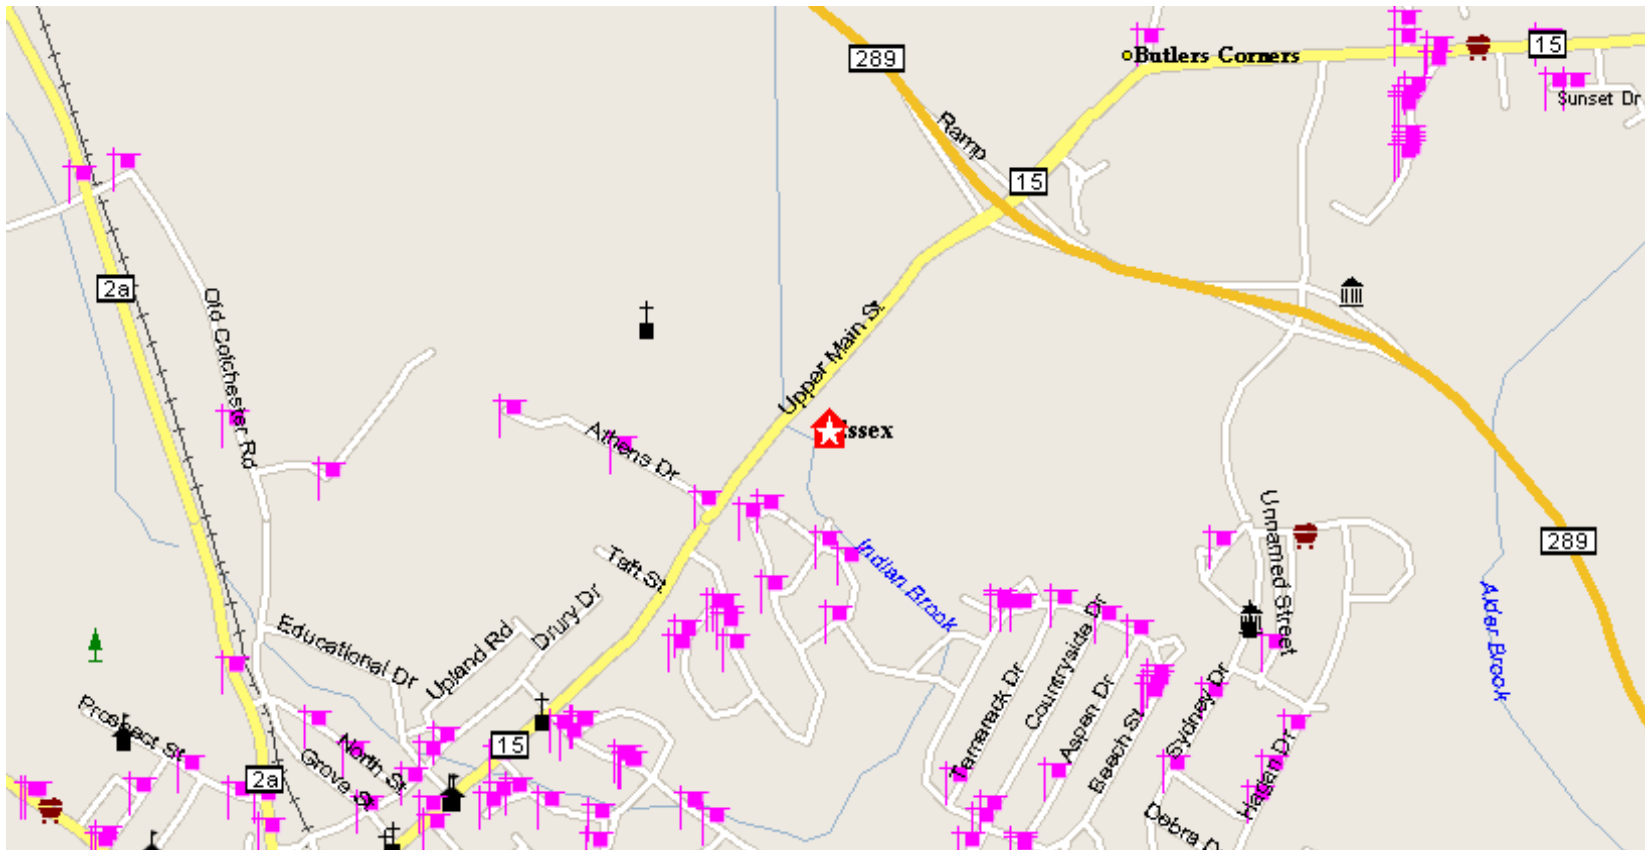 289
Butlers Corners
15
Sunset Dr
Ramp
15
2a
Old Colchester Rd
Upper Main St
Essex
Athens Dr
Unnamed Street
289
Indian Brook
Taft St
Drury Dr
Alder Brook
Educational Dr
Upland Rd
Countryside Dr
Tamarack Dr
Aspen Dr
Sydney Dr
Beech St
Prospect St
North St
15
Grove St
2a
Hagan Dr
Debra D